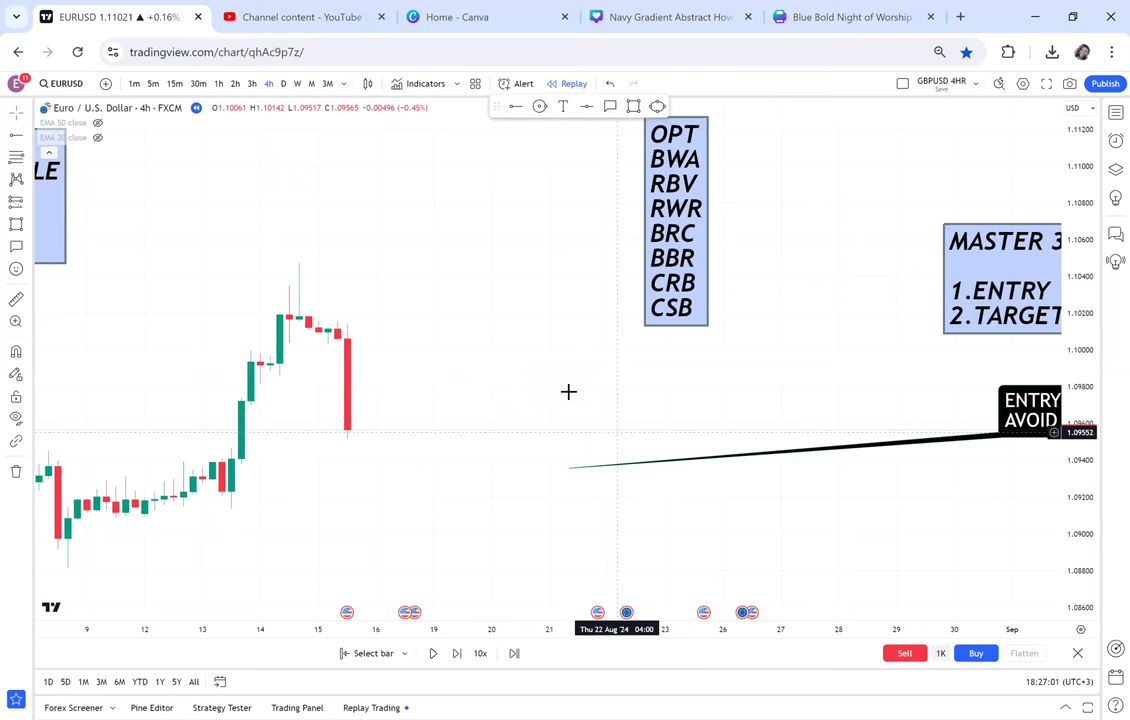 EURUSD 1.11021 ▲ +0.16%
Channel content - YouTube S
Home - Canva
Navy Gradient Abstract How
Blue Bold Night of Worship
tradingview.com/chart/qhAc9p7z/
E 11 EURUSD 1m 5m 15m 30m 1h 2h 3h 4h D W M 3M Indicators Alert Replay GBPUSD 4HR Save Publish
Euro / U.S. Dollar · 4h · FXCM O1.10061 H1.10142 L1.09517 C1.09565 −0.00496 (−0.45%) USD
EMA 50 close
EMA 20 close
LE
OPT
BWA
RBV
RWR
BRC
BBR
CRB
CSB
MASTER 3
1.ENTRY
2.TARGET
ENTRY
AVOID
1.11200
1.11000
1.10800
1.10600
1.10400
1.10200
1.10000
1.09800
1.09552
1.09400
1.09200
1.09000
1.08800
1.08600
9 12 13 14 15 16 19 20 21 Thu 22 Aug '24 04:00 23 26 27 28 29 30 Sep
Select bar 10x Sell 1K Buy Flatten
1D 5D 1M 3M 6M YTD 1Y 5Y All 18:27:01 (UTC+3)
Forex Screener Pine Editor Strategy Tester Trading Panel Replay Trading